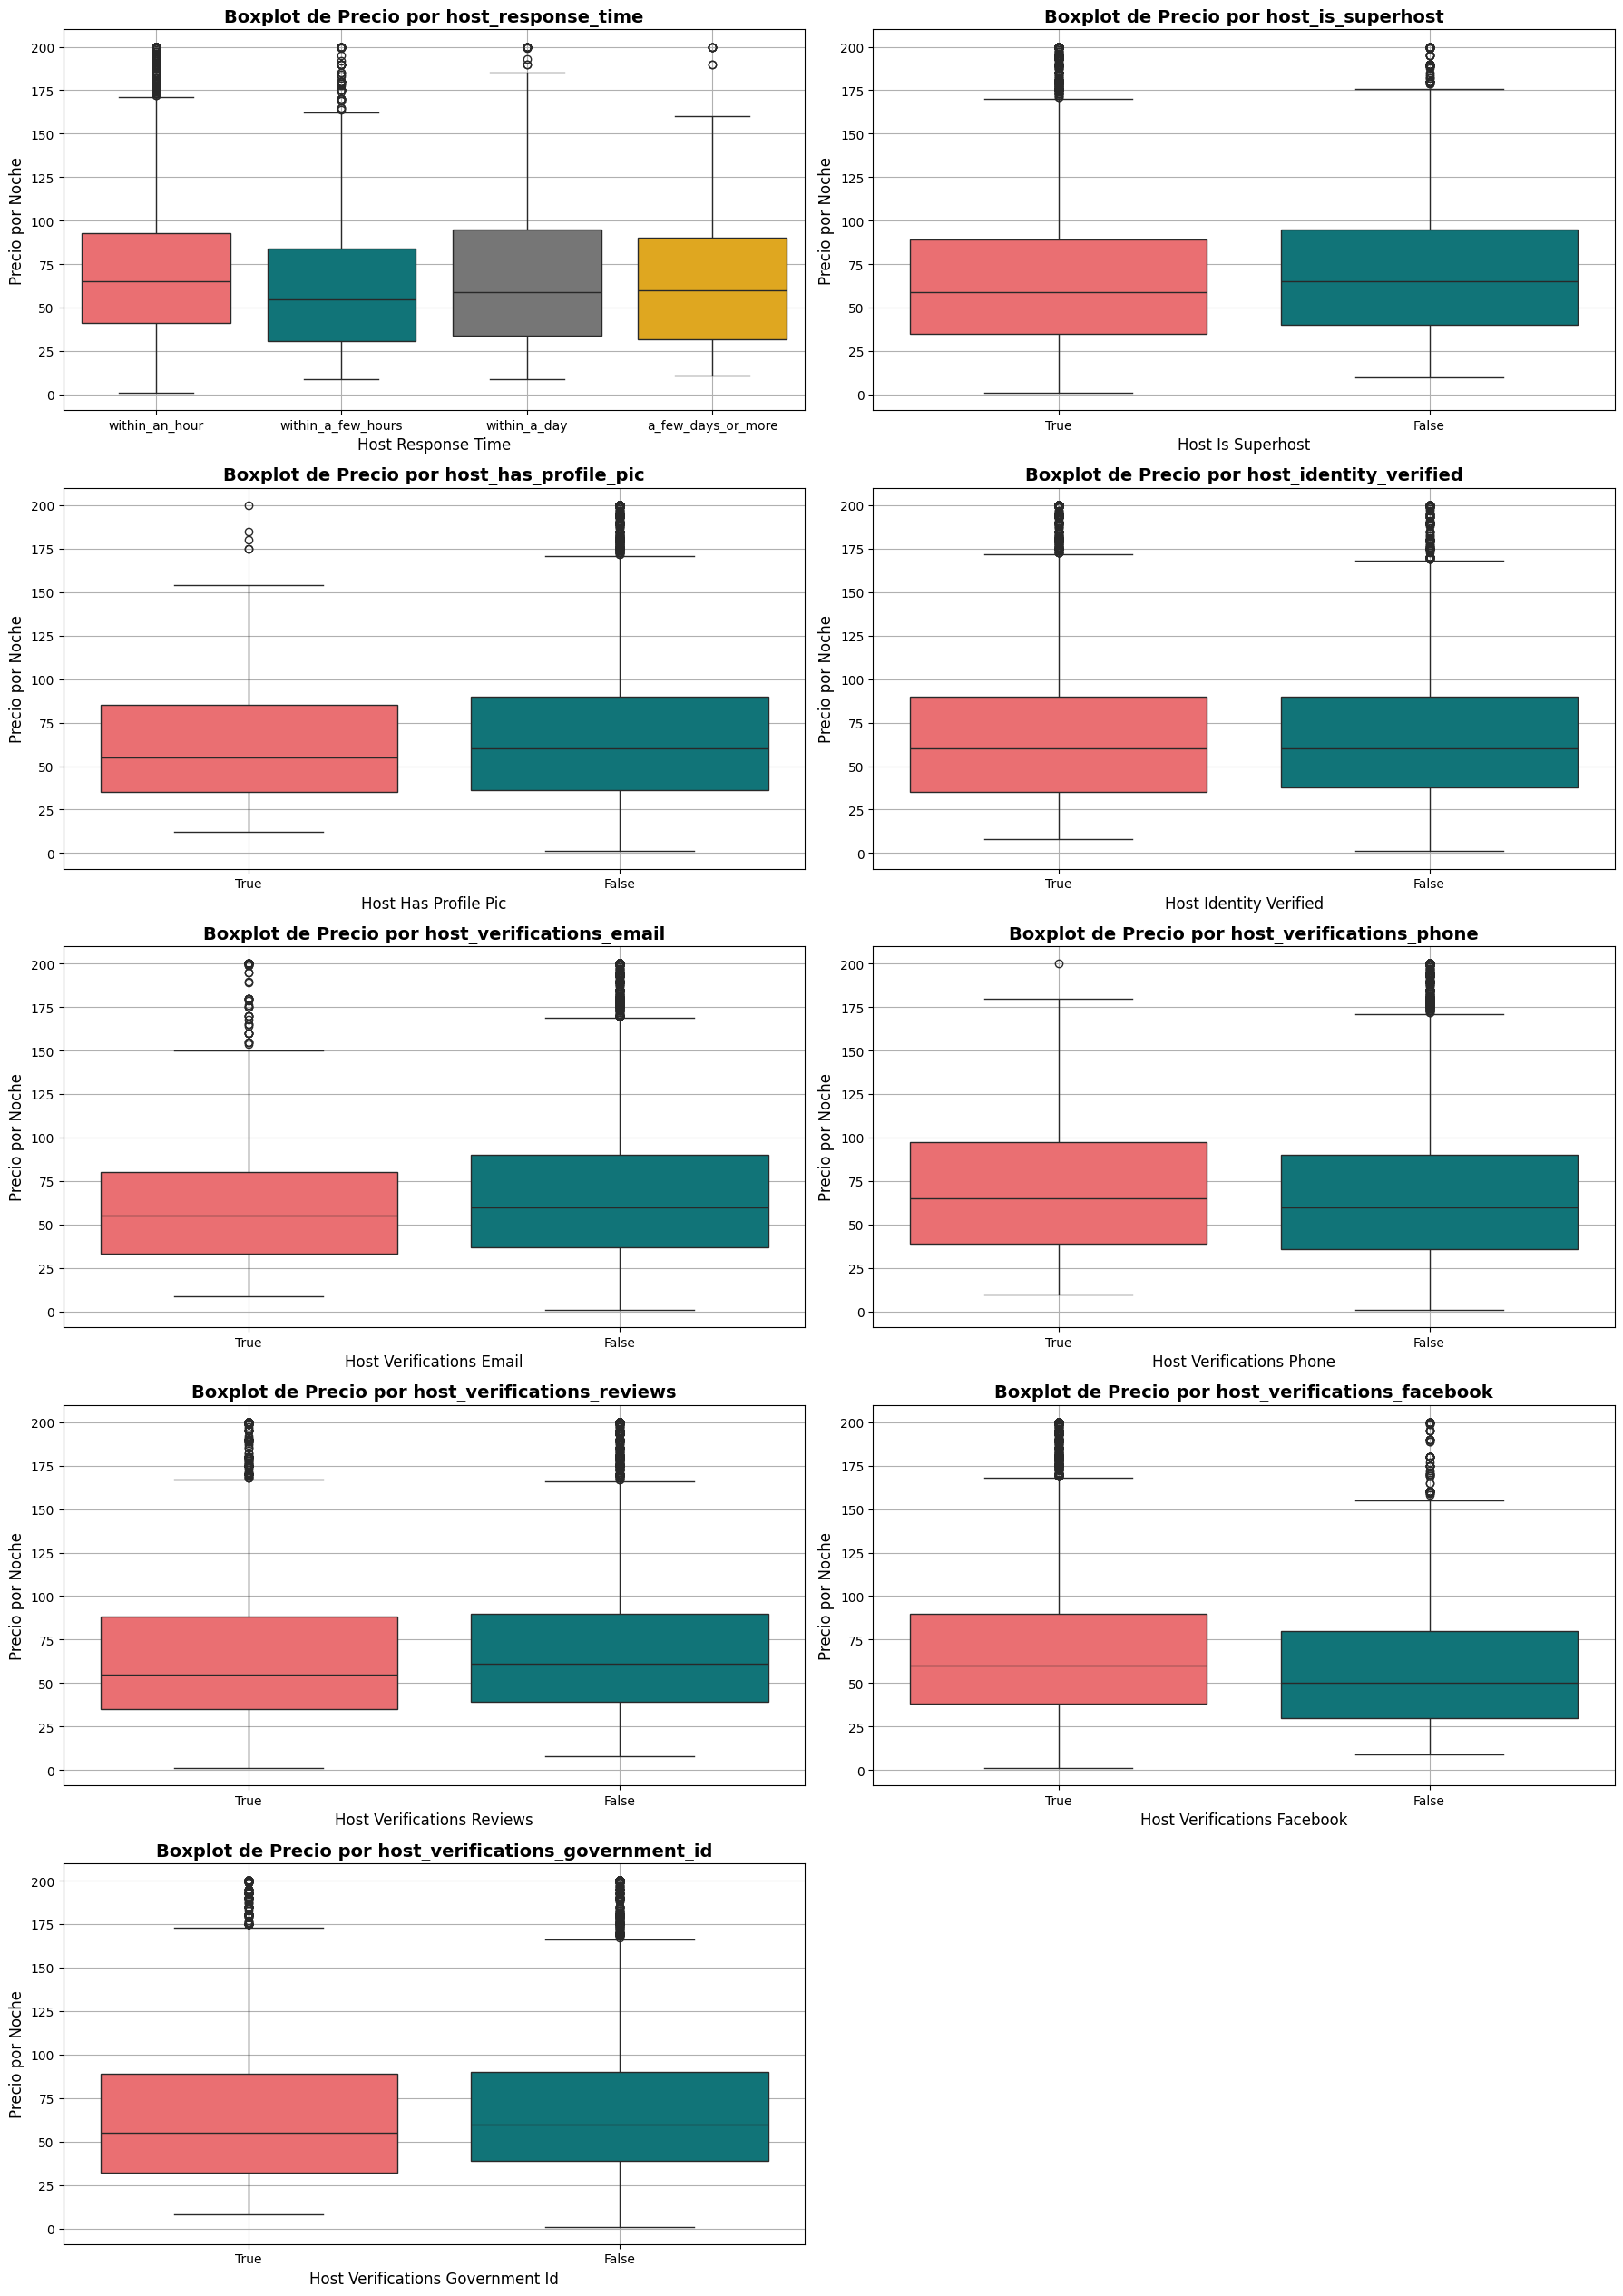 Boxplot de Precio por host_response_time
Precio por Noche
200
175
150
125
100
75
50
25
0
within_an_hour within_a_few_hours within_a_day a_few_days_or_more
Host Response Time
Boxplot de Precio por host_is_superhost
Precio por Noche
200
175
150
125
100
75
50
25
0
True False
Host Is Superhost
Boxplot de Precio por host_has_profile_pic
Precio por Noche
200
175
150
125
100
75
50
25
0
True False
Host Has Profile Pic
Boxplot de Precio por host_identity_verified
Precio por Noche
200
175
150
125
100
75
50
25
0
True False
Host Identity Verified
Boxplot de Precio por host_verifications_email
Precio por Noche
200
175
150
125
100
75
50
25
0
True False
Host Verifications Email
Boxplot de Precio por host_verifications_phone
Precio por Noche
200
175
150
125
100
75
50
25
0
True False
Host Verifications Phone
Boxplot de Precio por host_verifications_reviews
Precio por Noche
200
175
150
125
100
75
50
25
0
True False
Host Verifications Reviews
Boxplot de Precio por host_verifications_facebook
Precio por Noche
200
175
150
125
100
75
50
25
0
True False
Host Verifications Facebook
Boxplot de Precio por host_verifications_government_id
Precio por Noche
200
175
150
125
100
75
50
25
0
True False
Host Verifications Government Id